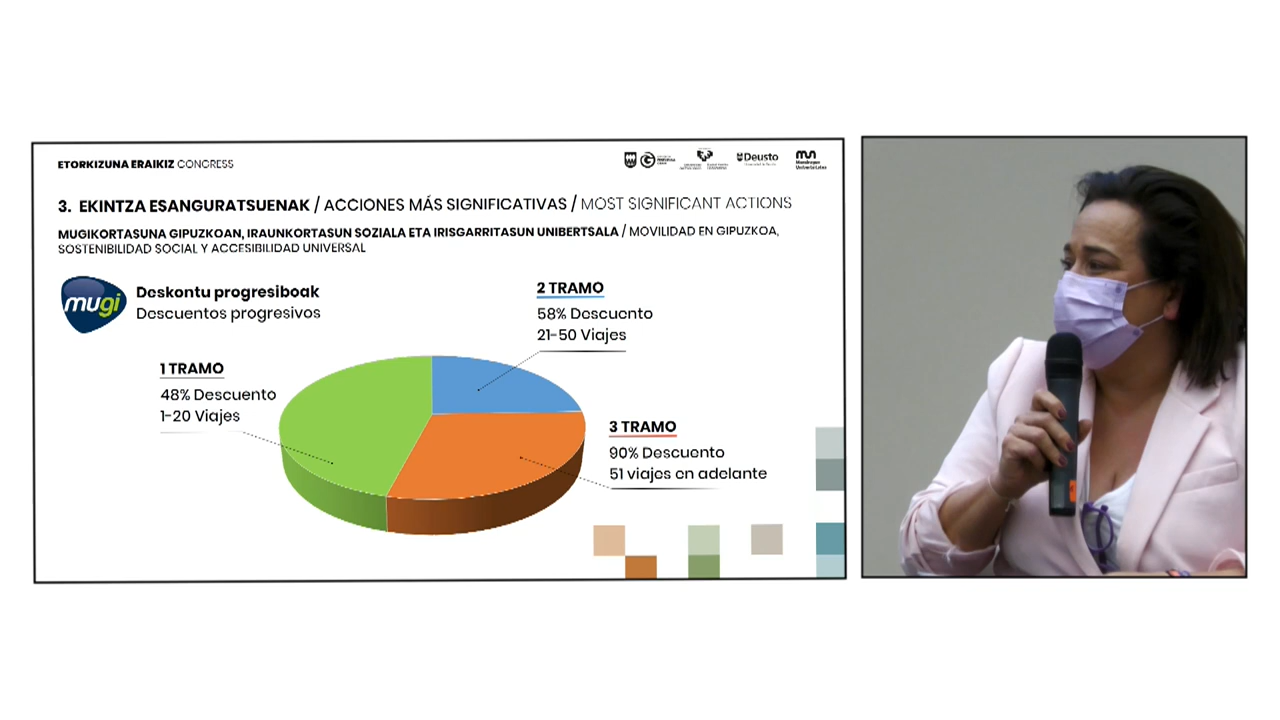 ETORKIZUNA ERAIKIZ CONGRESS
Deusto
3. EKINTZA ESANGURATSUENAK / ACCIONES MÁS SIGNIFICATIVAS / MOST SIGNIFICANT ACTIONS
MUGIKORTASUNA GIPUZKOAN, IRAUNKORTASUN SOZIALA ETA IRISGARRITASUN UNIBERTSALA / MOVILIDAD EN GIPUZKOA,
SOSTENIBILIDAD SOCIAL Y ACCESIBILIDAD UNIVERSAL
mugi
Deskontu progresiboak
Descuentos progresivos
2 TRAMO
58% Descuento
21-50 Viajes
1 TRAMO
48% Descuento
1-20 Viajes
3 TRAMO
90% Descuento
51 viajes en adelante